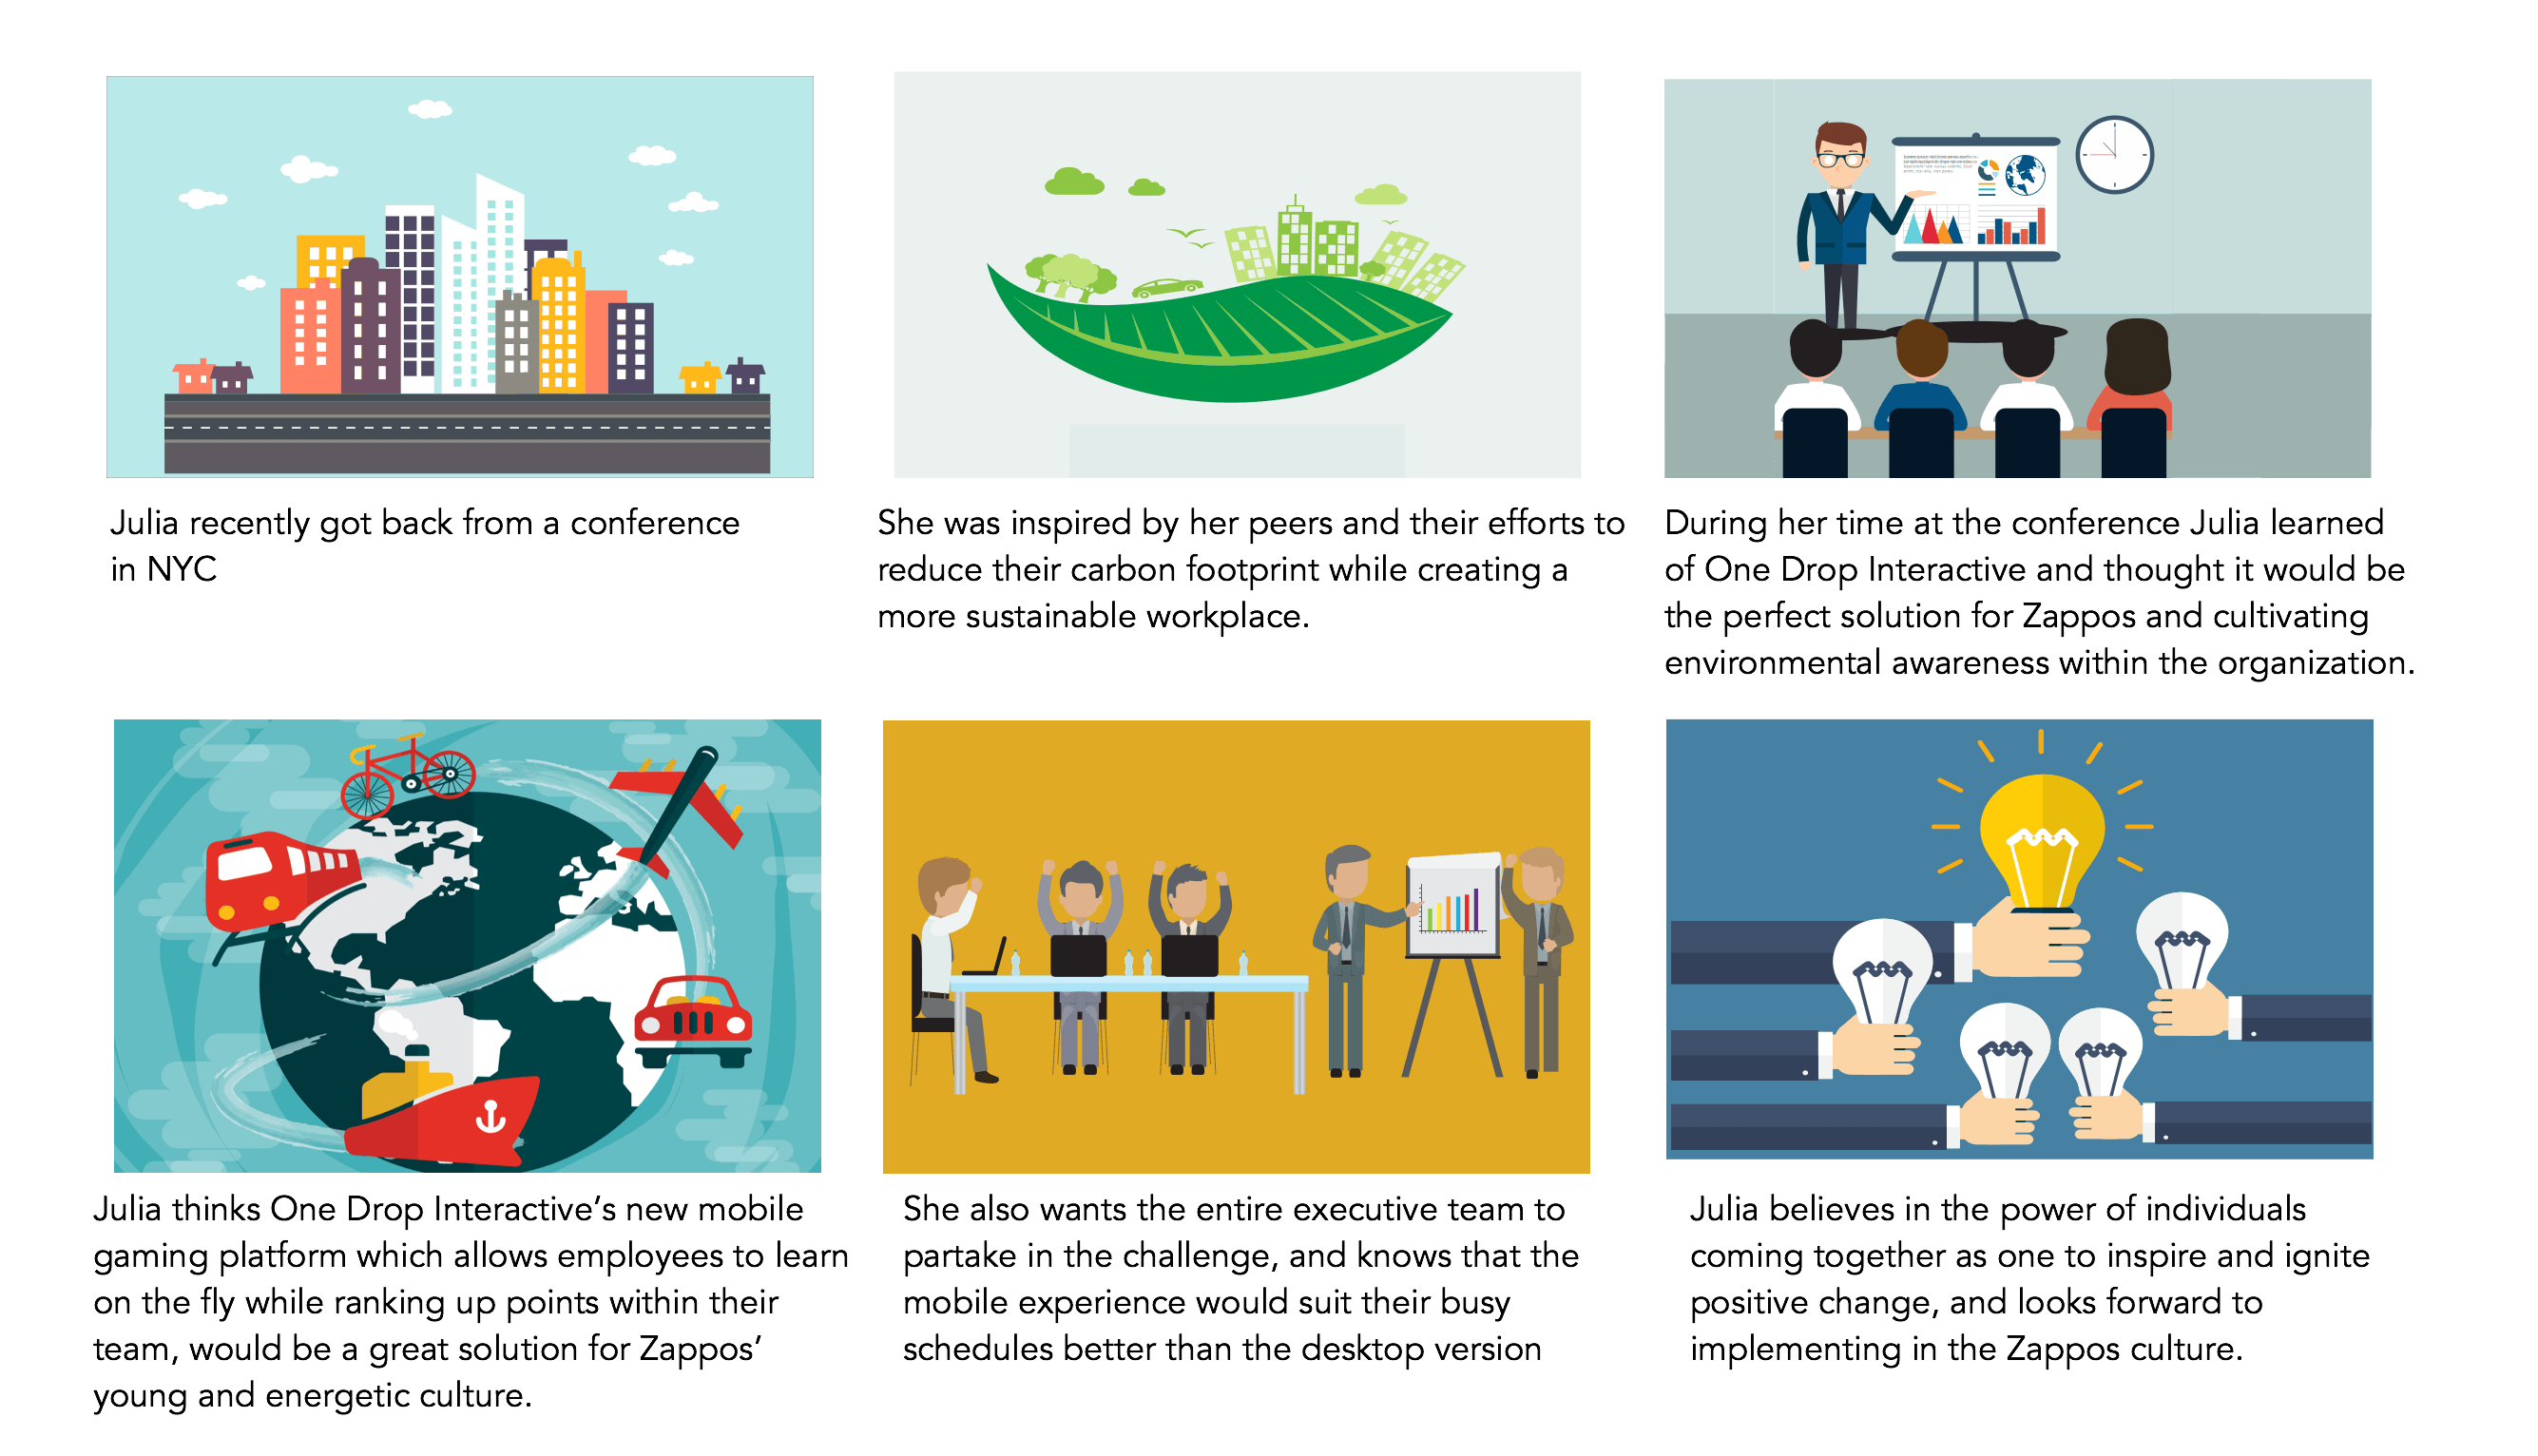 Julia recently got back from a conference
in NYC
She was inspired by her peers and their efforts to
reduce their carbon footprint while creating a
more sustainable workplace.
During her time at the conference Julia learned
of One Drop Interactive and thought it would be
the perfect solution for Zappos and cultivating
environmental awareness within the organization.
Julia thinks One Drop Interactive’s new mobile
gaming platform which allows employees to learn
on the fly while ranking up points within their
team, would be a great solution for Zappos’
young and energetic culture.
She also wants the entire executive team to
partake in the challenge, and knows that the
mobile experience would suit their busy
schedules better than the desktop version
Julia believes in the power of individuals
coming together as one to inspire and ignite
positive change, and looks forward to
implementing in the Zappos culture.